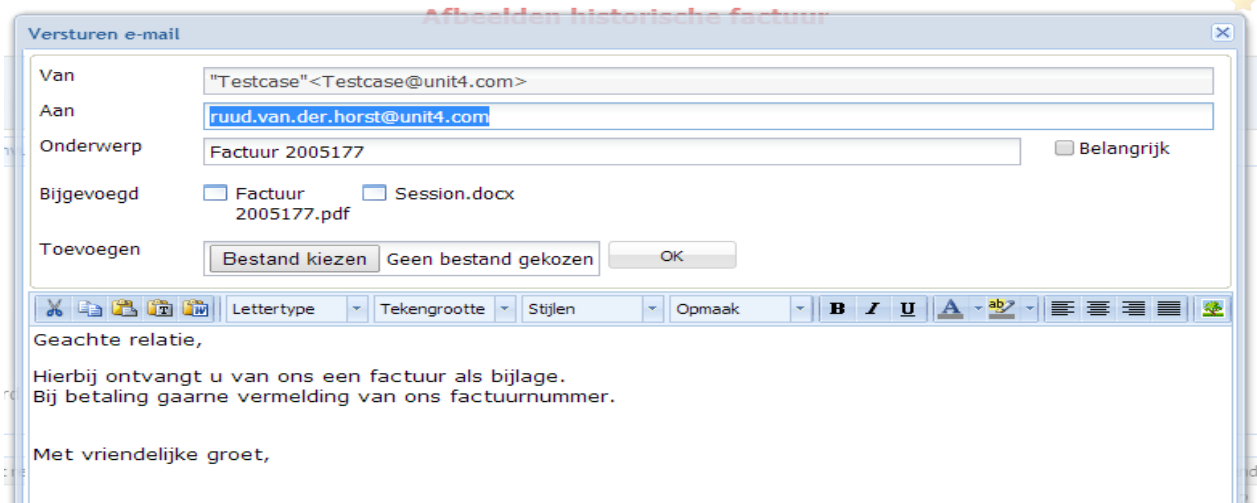 Afbeelden historische factuur
Versturen e-mail
Van "Testcase"<Testcase@unit4.com>
Aan ruud.van.der.horst@unit4.com
Onderwerp Factuur 2005177 Belangrijk
Bijgevoegd Factuur 2005177.pdf Session.docx
Toevoegen Bestand kiezen Geen bestand gekozen OK
Lettertype Tekengrootte Stijlen Opmaak B I U A ab
Geachte relatie,
Hierbij ontvangt u van ons een factuur als bijlage.
Bij betaling gaarne vermelding van ons factuurnummer.
Met vriendelijke groet,